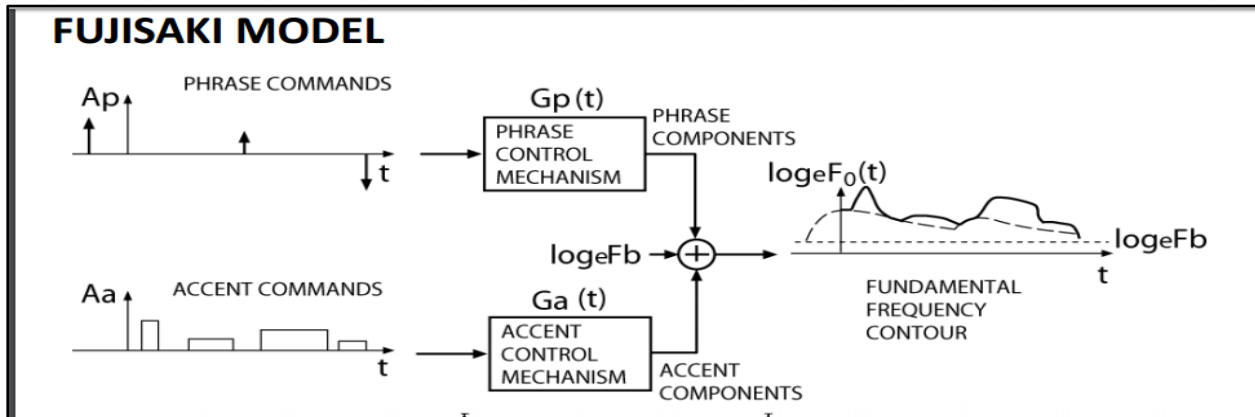 FUJISAKI MODEL
Ap
PHRASE COMMANDS
t
Gp (t)
PHRASE
CONTROL
MECHANISM
PHRASE
COMPONENTS
logeF0(t)
logeFb
+
logeFb
t
Aa
ACCENT COMMANDS
t
Ga (t)
ACCENT
CONTROL
MECHANISM
ACCENT
COMPONENTS
FUNDAMENTAL
FREQUENCY
CONTOUR